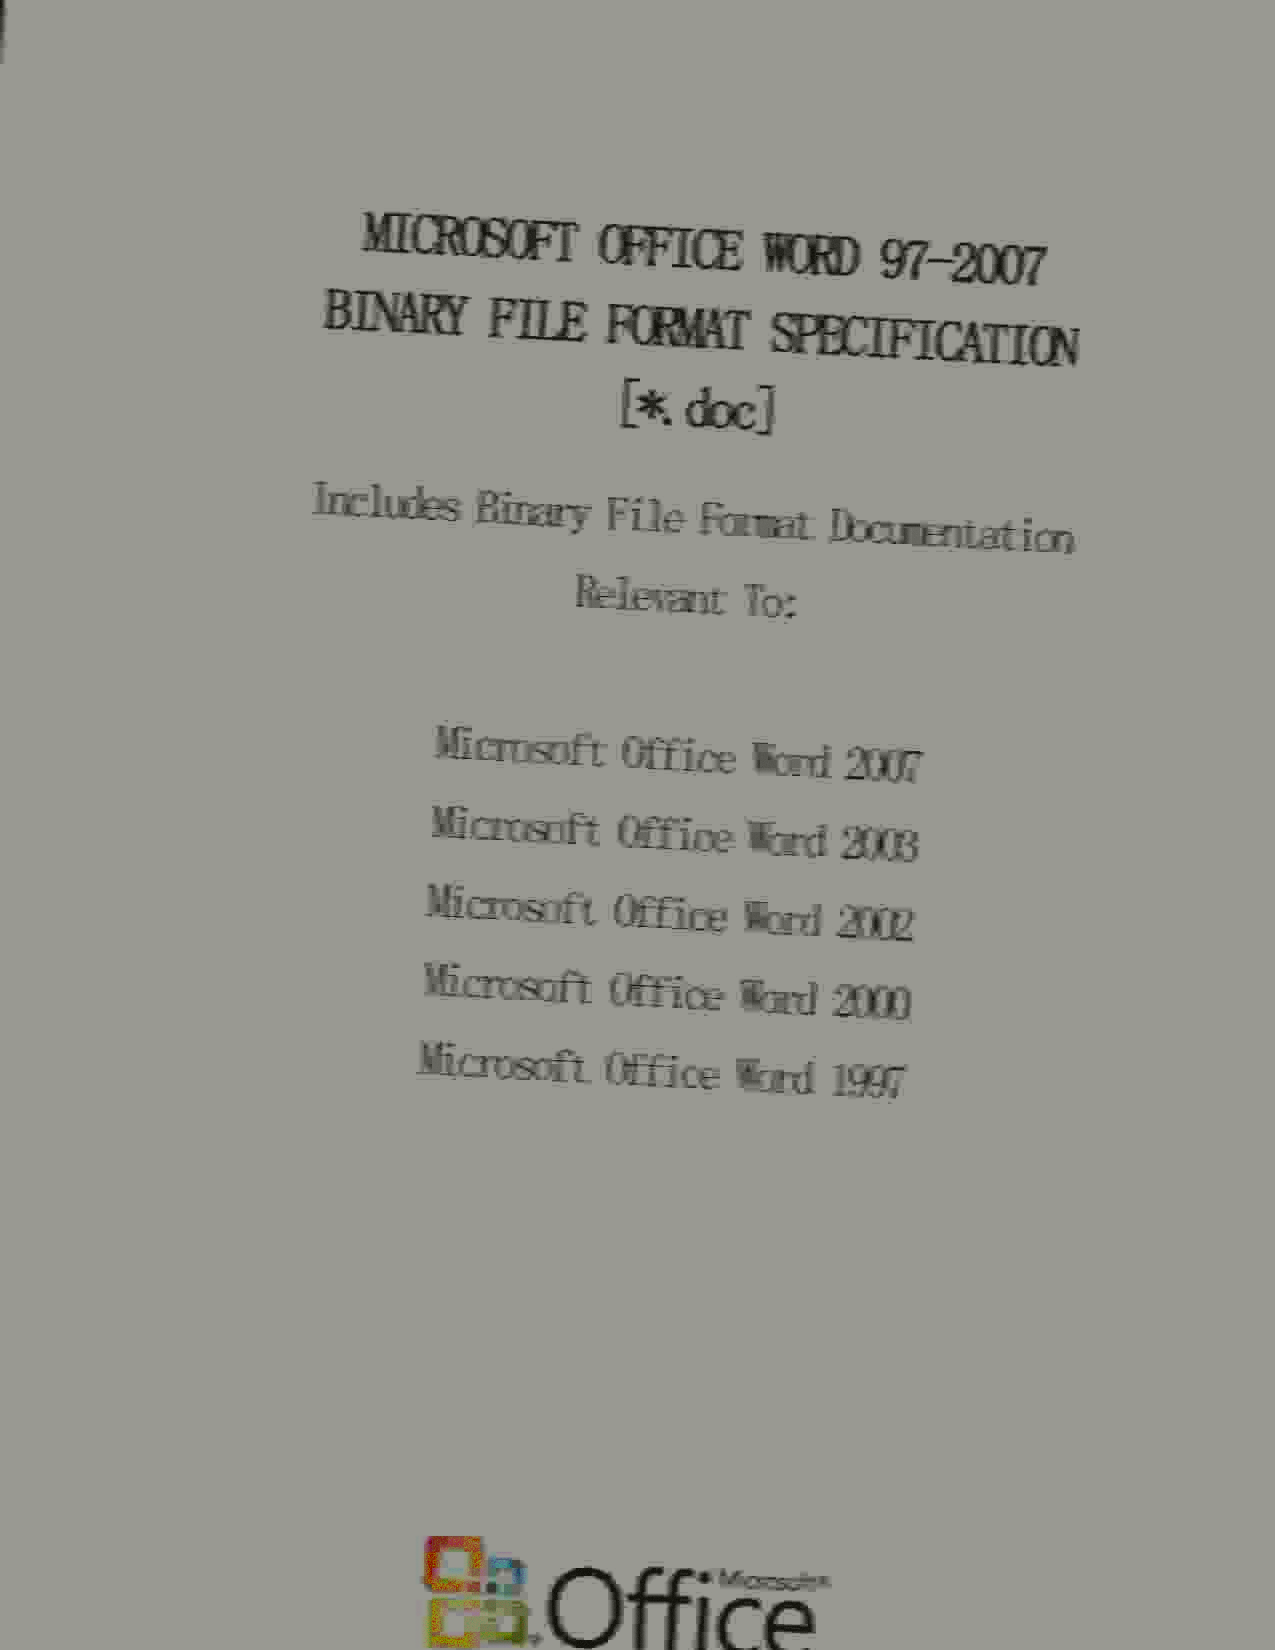 MICROSOFT OFFICE WORD 97-2007
BINARY FILE FORMAT SPECIFICATION
[*.doc]
Includes Binary File Format Documentation
Relevant To:
Microsoft Office Word 2007
Microsoft Office Word 2003
Microsoft Office Word 2002
Microsoft Office Word 2000
Microsoft Office Word 1997
Microsoft®
Office